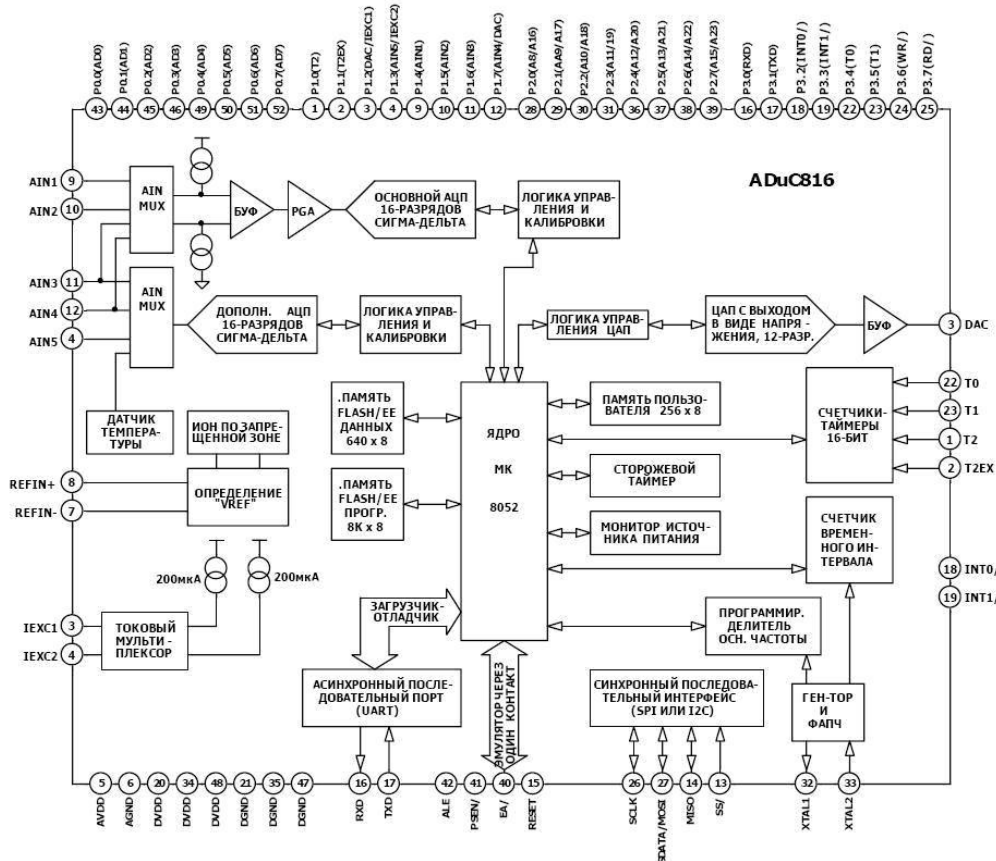 P0.0(AD0)
P0.1(AD1)
P0.2(AD2)
P0.3(AD3)
P0.4(AD4)
P0.5(AD5)
P0.6(AD6)
P0.7(AD7)
P1.0(T2)
P1.1(T2EX)
P1.2(DAC/IEXC1)
P1.3(AIN5/IEXC2)
P1.4(AIN1)
P1.5(AIN2)
P1.6(AIN3)
P1.7(AIN4/DAC)
P2.0(A8/A16)
P2.1(AA9/A17)
P2.2(A10/A18)
P2.3(A11/19)
P2.4(A12/A20)
P2.5(A13/A21)
P2.6(A14/A22)
P2.7(A15/A23)
P3.0(RXD)
P3.1(TXD)
P3.2(INT0/)
P3.3(INT1/)
P3.4(T0)
P3.5(T1)
P3.6(WR/)
P3.7(RD/)
43 44 45 46 49 50 51 52 1 2 3 4 9 10 11 12 28 29 30 31 36 37 38 39 16 17 18 19 22 23 24 25
ADuC816
AIN1 9
AIN2 10
AIN3 11
AIN4 12
AIN5 4
AIN
MUX
БУФ
PGA
ОСНОВНОЙ АЦП
16-РАЗРЯДОВ
СИГМА-ДЕЛЬТА
ЛОГИКА УПРАВ-
ЛЕНИЯ И
КАЛИБРОВКИ
AIN
MUX
ДОПОЛН. АЦП
16-РАЗРЯДОВ
СИГМА-ДЕЛЬТА
ЛОГИКА УПРАВ-
ЛЕНИЯ И
КАЛИБРОВКИ
ЛОГИКА УПРАВ-
ЛЕНИЯ ЦАП
ЦАП С ВЫХОДОМ
В ВИДЕ НАПРЯ -
ЖЕНИЯ, 12-РАЗР.
БУФ
3 DAC
ДАТЧИК
ТЕМПЕРА-
ТУРЫ
ИОН ПО ЗАПРЕ-
ЩЕННОЙ ЗОНЕ
ОПРЕДЕЛЕНИЕ
"VREF"
REFIN+ 8
REFIN- 7
.ПАМЯТЬ
FLASH/EE
ДАННЫХ
640 x 8
.ПАМЯТЬ
FLASH/EE
ПРОГР.
8K x 8
ЯДРО
МК
8052
ПАМЯТЬ ПОЛЬЗО-
ВАТЕЛЯ 256 x 8
СТОРОЖЕВОЙ
ТАЙМЕР
МОНИТОР ИСТОЧ-
НИКА ПИТАНИЯ
СЧЕТЧИКИ-
ТАЙМЕРЫ
16-БИТ
22 T0
23 T1
1 T2
2 T2EX
СЧЕТЧИК
ВРЕМЕНН-
ОГО ИН-
ТЕРВАЛА
18 INT0/
19 INT1/
200мкА
200мкА
IEXC1 3
IEXC2 4
ТОКОВЫЙ
МУЛЬТИ -
ПЛЕКСОР
ЗАГРУЗЧИК-
ОТЛАДЧИК
АСИНХРОННЫЙ ПОСЛЕ-
ДОВАТЕЛЬНЫЙ ПОРТ
(UART)
ЭМУЛЯТОР ЧЕРЕЗ
ОДИН КОНТАКТ
ПРОГРАММИР.
ДЕЛИТЕЛЬ
ОСН. ЧАСТОТЫ
СИНХРОННЫЙ ПОСЛЕДОВА-
ТЕЛЬНЫЙ ИНТЕРФЕЙС
(SPI ИЛИ I2C)
ГЕН-ТОР
И
ФАПЧ
5 6 20 34 48 21 35 47 16 17 42 41 40 15 26 27 14 13 32 33
AVDD
AGND
DVDD
DVDD
DVDD
DGND
DGND
DGND
RXD
TXD
ALE
PSEN/
EA/
RESET
SCLK
SDATA/MOSI
MISO
SS/
XTAL1
XTAL2